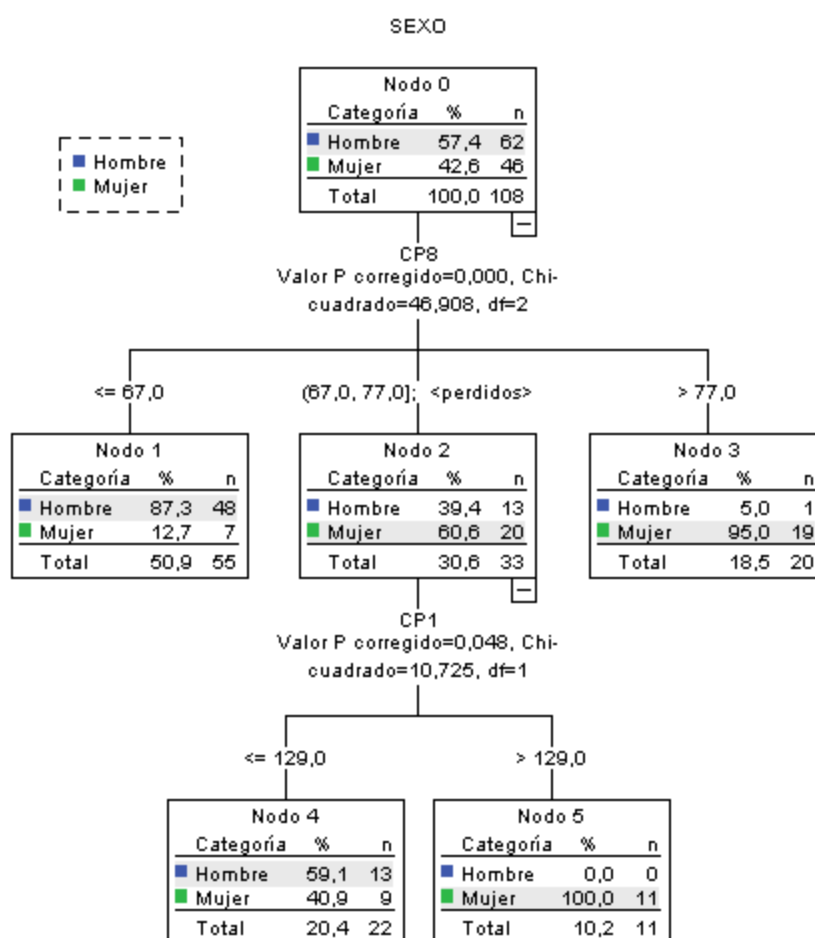 SEXO
Hombre
Mujer
Nodo 0
Categoría % n
Hombre 57,4 62
Mujer 42,6 46
Total 100,0 108
CP8
Valor P corregido=0,000, Chi-
cuadrado=46,908, df=2
<= 67,0
(67,0, 77,0]; <perdidos>
> 77,0
Nodo 1
Categoría % n
Hombre 87,3 48
Mujer 12,7 7
Total 50,9 55
Nodo 2
Categoría % n
Hombre 39,4 13
Mujer 60,6 20
Total 30,6 33
Nodo 3
Categoría % n
Hombre 5,0 1
Mujer 95,0 19
Total 18,5 20
CP1
Valor P corregido=0,048, Chi-
cuadrado=10,725, df=1
<= 129,0
> 129,0
Nodo 4
Categoría % n
Hombre 59,1 13
Mujer 40,9 9
Total 20,4 22
Nodo 5
Categoría % n
Hombre 0,0 0
Mujer 100,0 11
Total 10,2 11